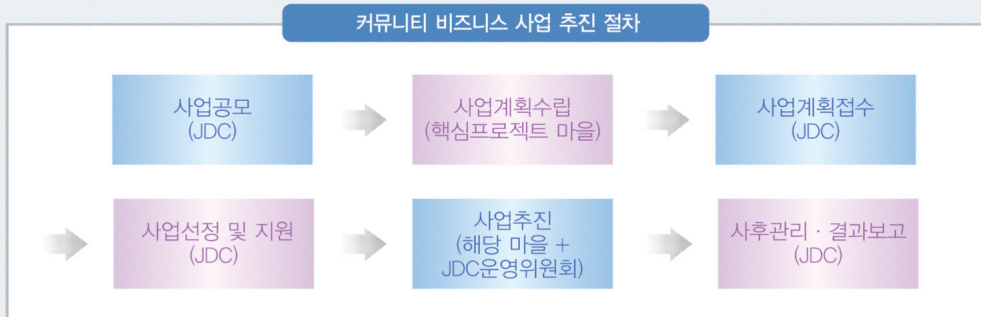 커뮤니티 비즈니스 사업 추진 절차
사업공모
(JDC)
사업계획수립
(핵심프로젝트 마을)
사업계획접수
(JDC)
사업선정 및 지원
(JDC)
사업추진
(해당 마을 +
JDC운영위원회)
사후관리 · 결과보고
(JDC)